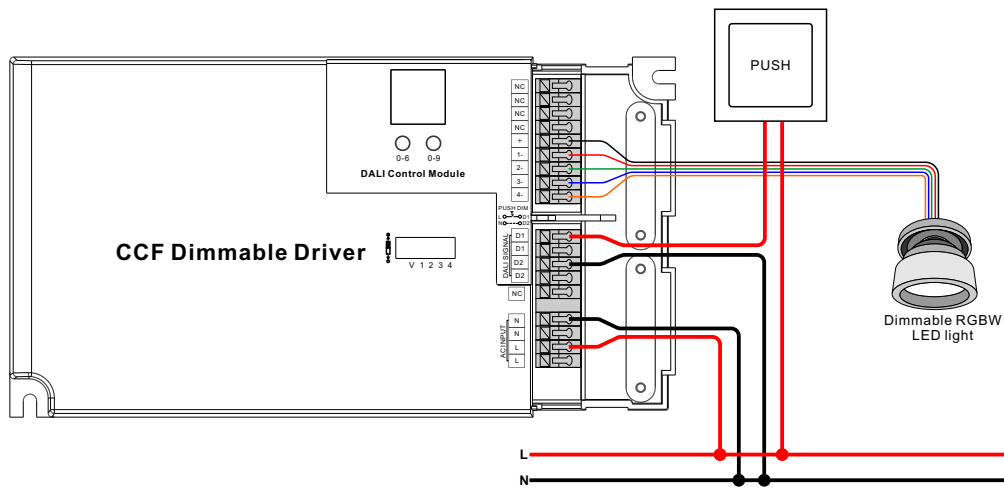 PUSH
NC
NC
NC
NC
+
1-
2-
3-
4-
0-6 0-9
DALI Control Module
PUSH DIM
L D1
N D2
CCF Dimmable Driver
V 1 2 3 4
DALI SIGNAL
D1
D1
D2
D2
NC
AC INPUT
N
N
L
L
Dimmable RGBW
LED light
L
N